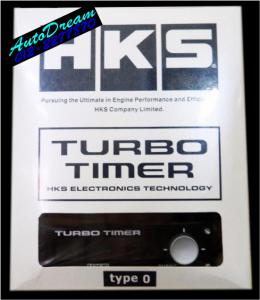 AutoDream
HKS
Pursuing the Ultimate in Engine Performance and Efficiency
HKS Company Limited.
TURBO
TIMER
HKS ELECTRONICS TECHNOLOGY
TURBO TIMER
type 0